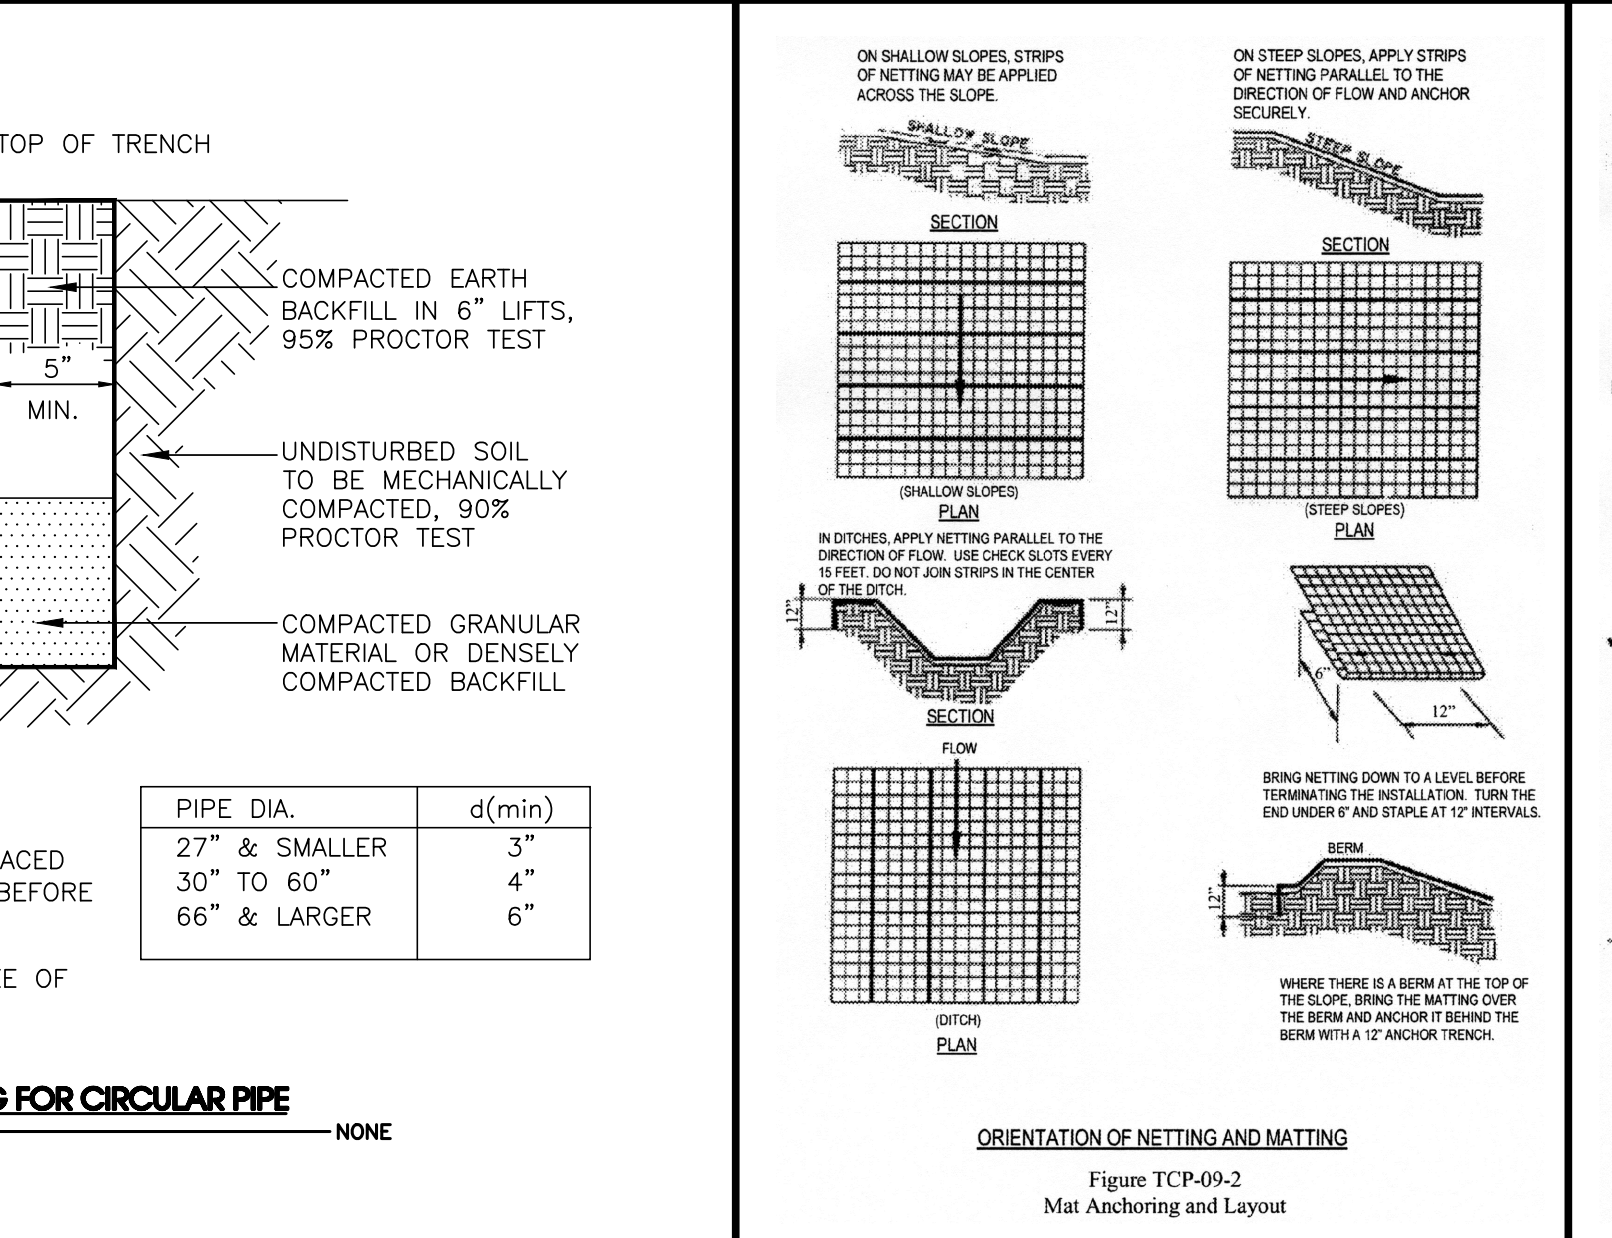 TOP OF TRENCH
COMPACTED EARTH
BACKFILL IN 6" LIFTS,
95% PROCTOR TEST
5"
MIN.
UNDISTURBED SOIL
TO BE MECHANICALLY
COMPACTED, 90%
PROCTOR TEST
COMPACTED GRANULAR
MATERIAL OR DENSELY
COMPACTED BACKFILL
PIPE DIA. d(min)
27" & SMALLER 3"
30" TO 60" 4"
66" & LARGER 6"
ACED
BEFORE
E OF
G FOR CIRCULAR PIPE
NONE
ON SHALLOW SLOPES, STRIPS
OF NETTING MAY BE APPLIED
ACROSS THE SLOPE.
SHALLOW SLOPE
SECTION
(SHALLOW SLOPES)
PLAN
ON STEEP SLOPES, APPLY STRIPS
OF NETTING PARALLEL TO THE
DIRECTION OF FLOW AND ANCHOR
SECURELY.
STEEP SLOPE
SECTION
(STEEP SLOPES)
PLAN
IN DITCHES, APPLY NETTING PARALLEL TO THE
DIRECTION OF FLOW. USE CHECK SLOTS EVERY
15 FEET. DO NOT JOIN STRIPS IN THE CENTER
OF THE DITCH.
12"
12"
SECTION
FLOW
(DITCH)
PLAN
6"
12"
BRING NETTING DOWN TO A LEVEL BEFORE
TERMINATING THE INSTALLATION. TURN THE
END UNDER 6" AND STAPLE AT 12" INTERVALS.
BERM
12"
WHERE THERE IS A BERM AT THE TOP OF
THE SLOPE, BRING THE MATTING OVER
THE BERM AND ANCHOR IT BEHIND THE
BERM WITH A 12" ANCHOR TRENCH.
ORIENTATION OF NETTING AND MATTING
Figure TCP-09-2
Mat Anchoring and Layout